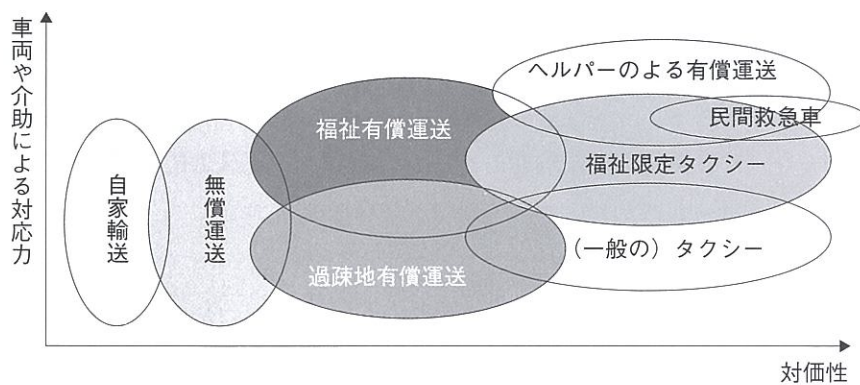 車両や介助による対応力
ヘルパーのよる有償運送
民間救急車
福祉有償運送
福祉限定タクシー
自家輸送
無償運送
(一般の)タクシー
過疎地有償運送
対価性